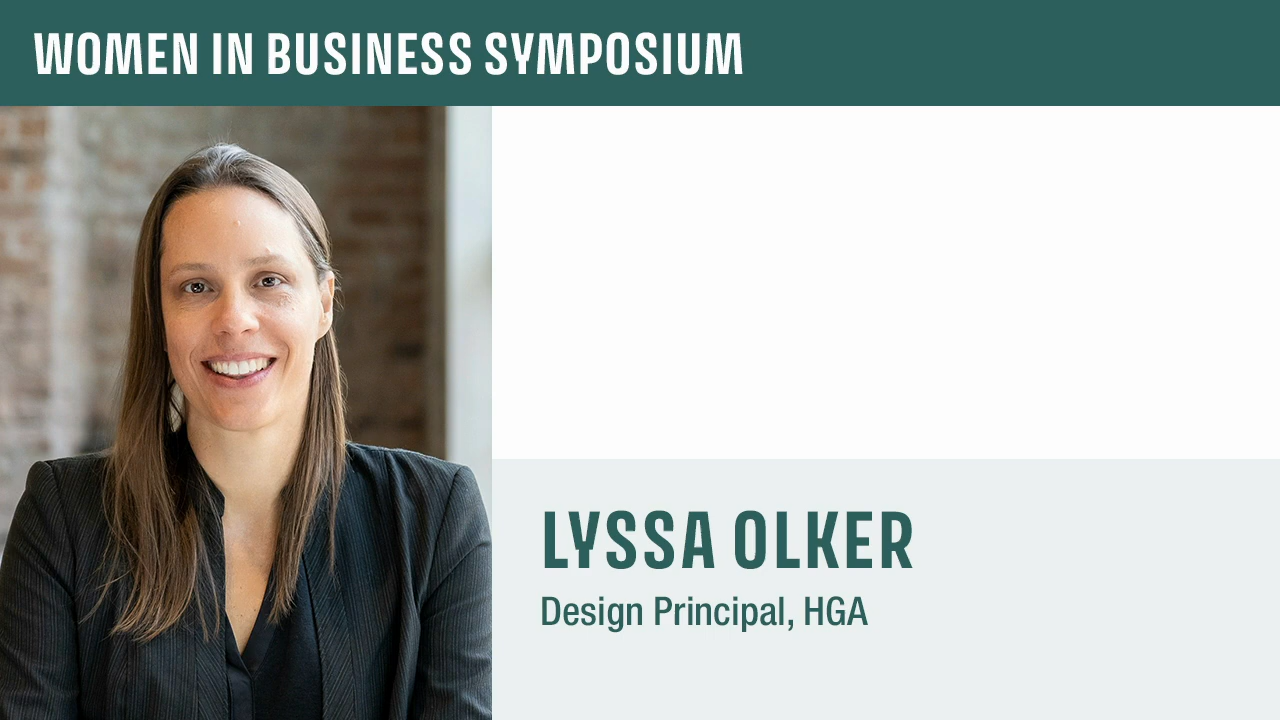 WOMEN IN BUSINESS SYMPOSIUM
LYSSA OLKER
Design Principal, HGA